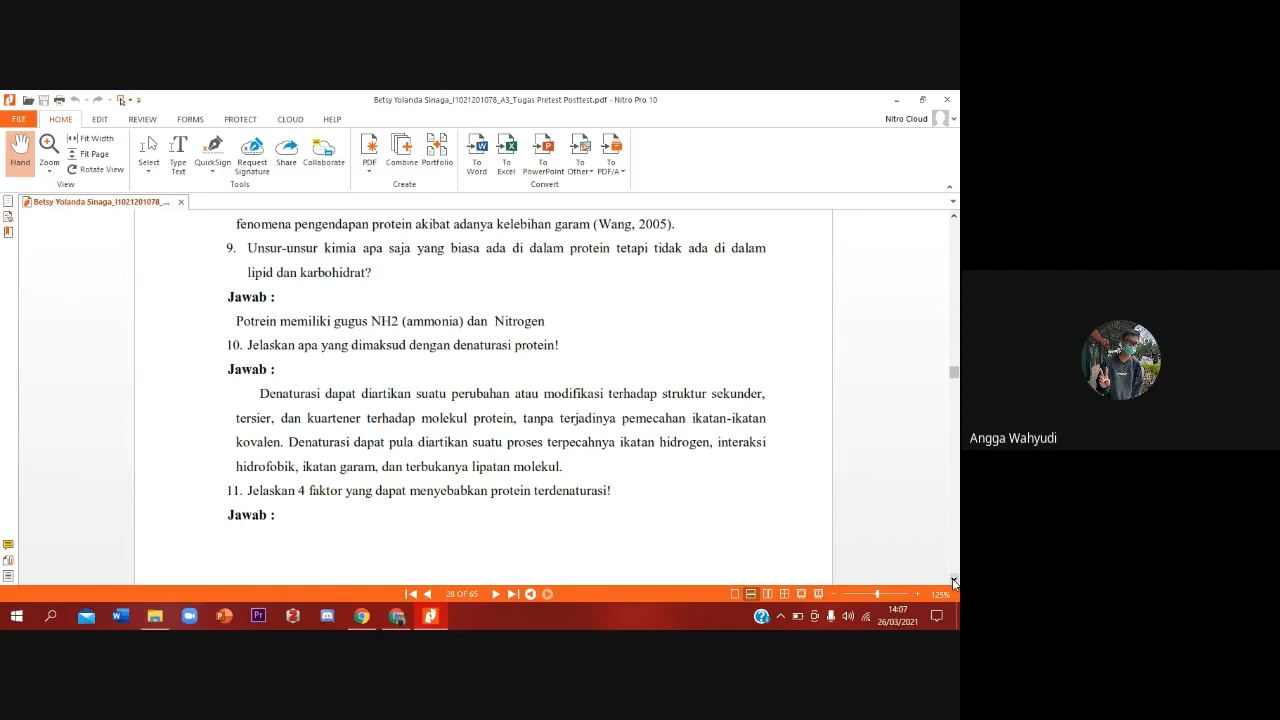 Betsy Yolanda Sinaga_I1021201078_A3_Tugas Pretest Posttest.pdf - Nitro Pro 10
FILE HOME EDIT REVIEW FORMS PROTECT CLOUD HELP
Nitro Cloud
Hand
Zoom
Fit Width
Fit Page
Rotate View
View
Select
Type Text
QuickSign
Request Signature
Share
Collaborate
Tools
PDF
Combine
Portfolio
Create
To Word
To Excel
To PowerPoint
To Other
To PDF/A
Convert
Betsy Yolanda Sinaga_I1021201078_...
fenomena pengendapan protein akibat adanya kelebihan garam (Wang, 2005).
9. Unsur-unsur kimia apa saja yang biasa ada di dalam protein tetapi tidak ada di dalam
lipid dan karbohidrat?
Jawab :
Potrein memiliki gugus NH2 (ammonia) dan Nitrogen
10. Jelaskan apa yang dimaksud dengan denaturasi protein!
Jawab :
Denaturasi dapat diartikan suatu perubahan atau modifikasi terhadap struktur sekunder,
tersier, dan kuartener terhadap molekul protein, tanpa terjadinya pemecahan ikatan-ikatan
kovalen. Denaturasi dapat pula diartikan suatu proses terpecahnya ikatan hidrogen, interaksi
hidrofobik, ikatan garam, dan terbukanya lipatan molekul.
11. Jelaskan 4 faktor yang dapat menyebabkan protein terdenaturasi!
Jawab :
28 OF 65
125%
14:07
26/03/2021
Angga Wahyudi